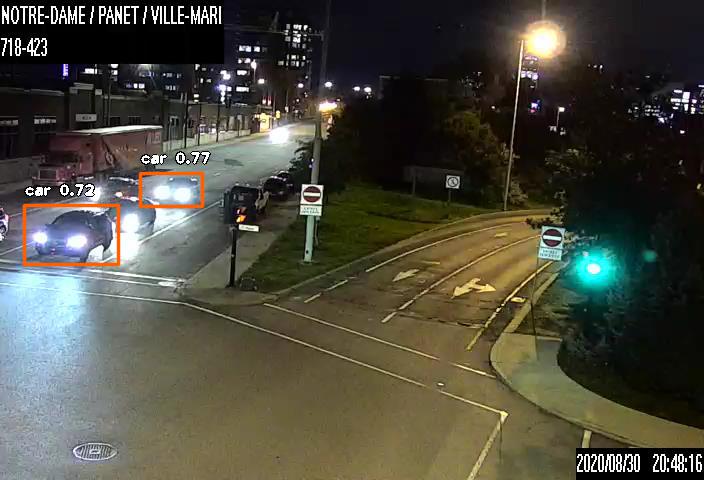 NOTRE-DAME / PANET / VILLE-MARI
718-423
car 0.77
car 0.72
2020/08/30 20:48:16